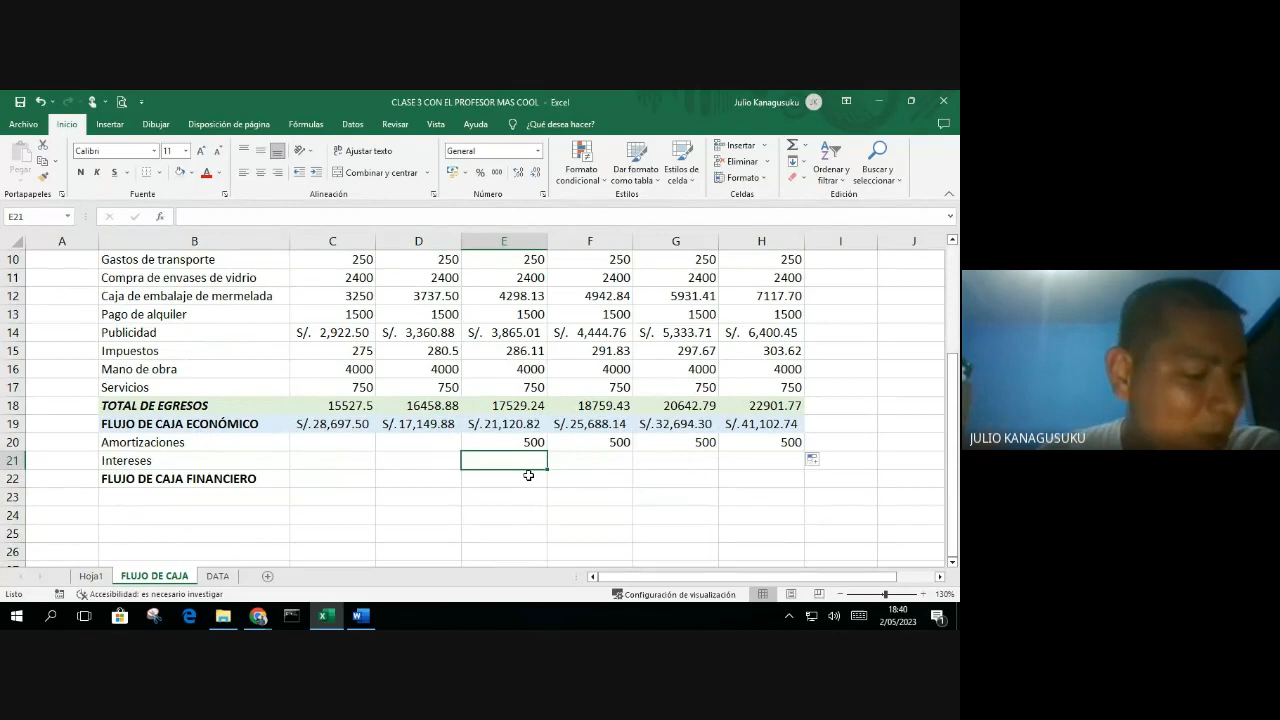 CLASE 3 CON EL PROFESOR MAS COOL - Excel
Julio Kanagusuku JK
Archivo Inicio Insertar Dibujar Disposición de página Fórmulas Datos Revisar Vista Ayuda ¿Qué desea hacer?
Pegar
Calibri 11
N K S
Ajustar texto
Combinar y centrar
General
% 000
Formato condicional
Dar formato como tabla
Estilos de celda
Insertar
Eliminar
Formato
Ordenar y filtrar
Buscar y seleccionar
Portapapeles Fuente Alineación Número Estilos Celdas Edición
E21 fx
A B C D E F G H I J
10 Gastos de transporte 250 250 250 250 250 250
11 Compra de envases de vidrio 2400 2400 2400 2400 2400 2400
12 Caja de embalaje de mermelada 3250 3737.50 4298.13 4942.84 5931.41 7117.70
13 Pago de alquiler 1500 1500 1500 1500 1500 1500
14 Publicidad S/. 2,922.50 S/. 3,360.88 S/. 3,865.01 S/. 4,444.76 S/. 5,333.71 S/. 6,400.45
15 Impuestos 275 280.5 286.11 291.83 297.67 303.62
16 Mano de obra 4000 4000 4000 4000 4000 4000
17 Servicios 750 750 750 750 750 750
18 TOTAL DE EGRESOS 15527.5 16458.88 17529.24 18759.43 20642.79 22901.77
19 FLUJO DE CAJA ECONÓMICO S/.28,697.50 S/.17,149.88 S/.21,120.82 S/.25,688.14 S/.32,694.30 S/.41,102.74
20 Amortizaciones 500 500 500 500
21 Intereses
22 FLUJO DE CAJA FINANCIERO
23
24
25
26
Hoja1 FLUJO DE CAJA DATA
Listo Accesibilidad: es necesario investigar Configuración de visualización 130%
18:40
2/05/2023
JULIO KANAGUSUKU